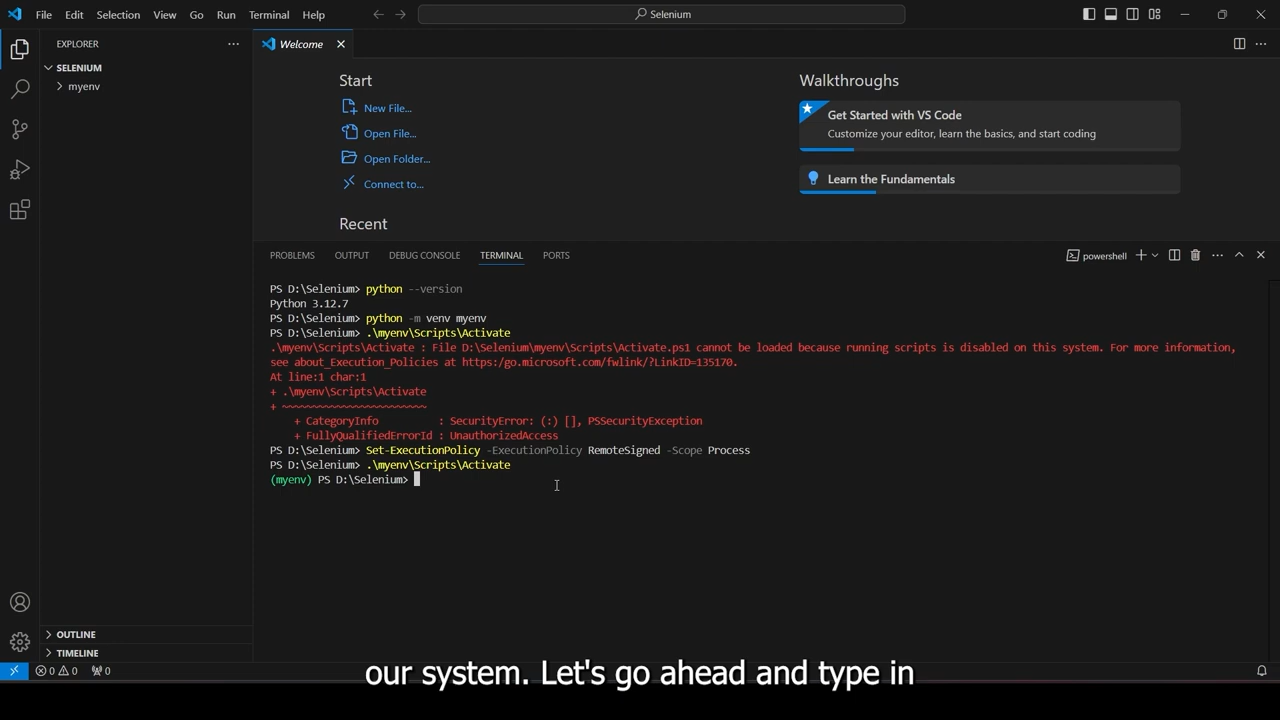 File Edit Selection View Go Run Terminal Help
Selenium
EXPLORER
SELENIUM
myenv
OUTLINE
TIMELINE
Welcome
Start
New File...
Open File...
Open Folder...
Connect to...
Recent
Walkthroughs
Get Started with VS Code
Customize your editor, learn the basics, and start coding
Learn the Fundamentals
PROBLEMS OUTPUT DEBUG CONSOLE TERMINAL PORTS
powershell
PS D:\Selenium> python --version
Python 3.12.7
PS D:\Selenium> python -m venv myenv
PS D:\Selenium> .\myenv\Scripts\Activate
.\myenv\Scripts\Activate : File D:\Selenium\myenv\Scripts\Activate.ps1 cannot be loaded because running scripts is disabled on this system. For more information,
see about_Execution_Policies at https:/go.microsoft.com/fwlink/?LinkID=135170.
At line:1 char:1
+ .\myenv\Scripts\Activate
+ ~~~~~~~~~~~~~~~~~~~~~~~~
+ CategoryInfo : SecurityError: (:) [], PSSecurityException
+ FullyQualifiedErrorId : UnauthorizedAccess
PS D:\Selenium> Set-ExecutionPolicy -ExecutionPolicy RemoteSigned -Scope Process
PS D:\Selenium> .\myenv\Scripts\Activate
(myenv) PS D:\Selenium>
0 0 0
our system. Let's go ahead and type in